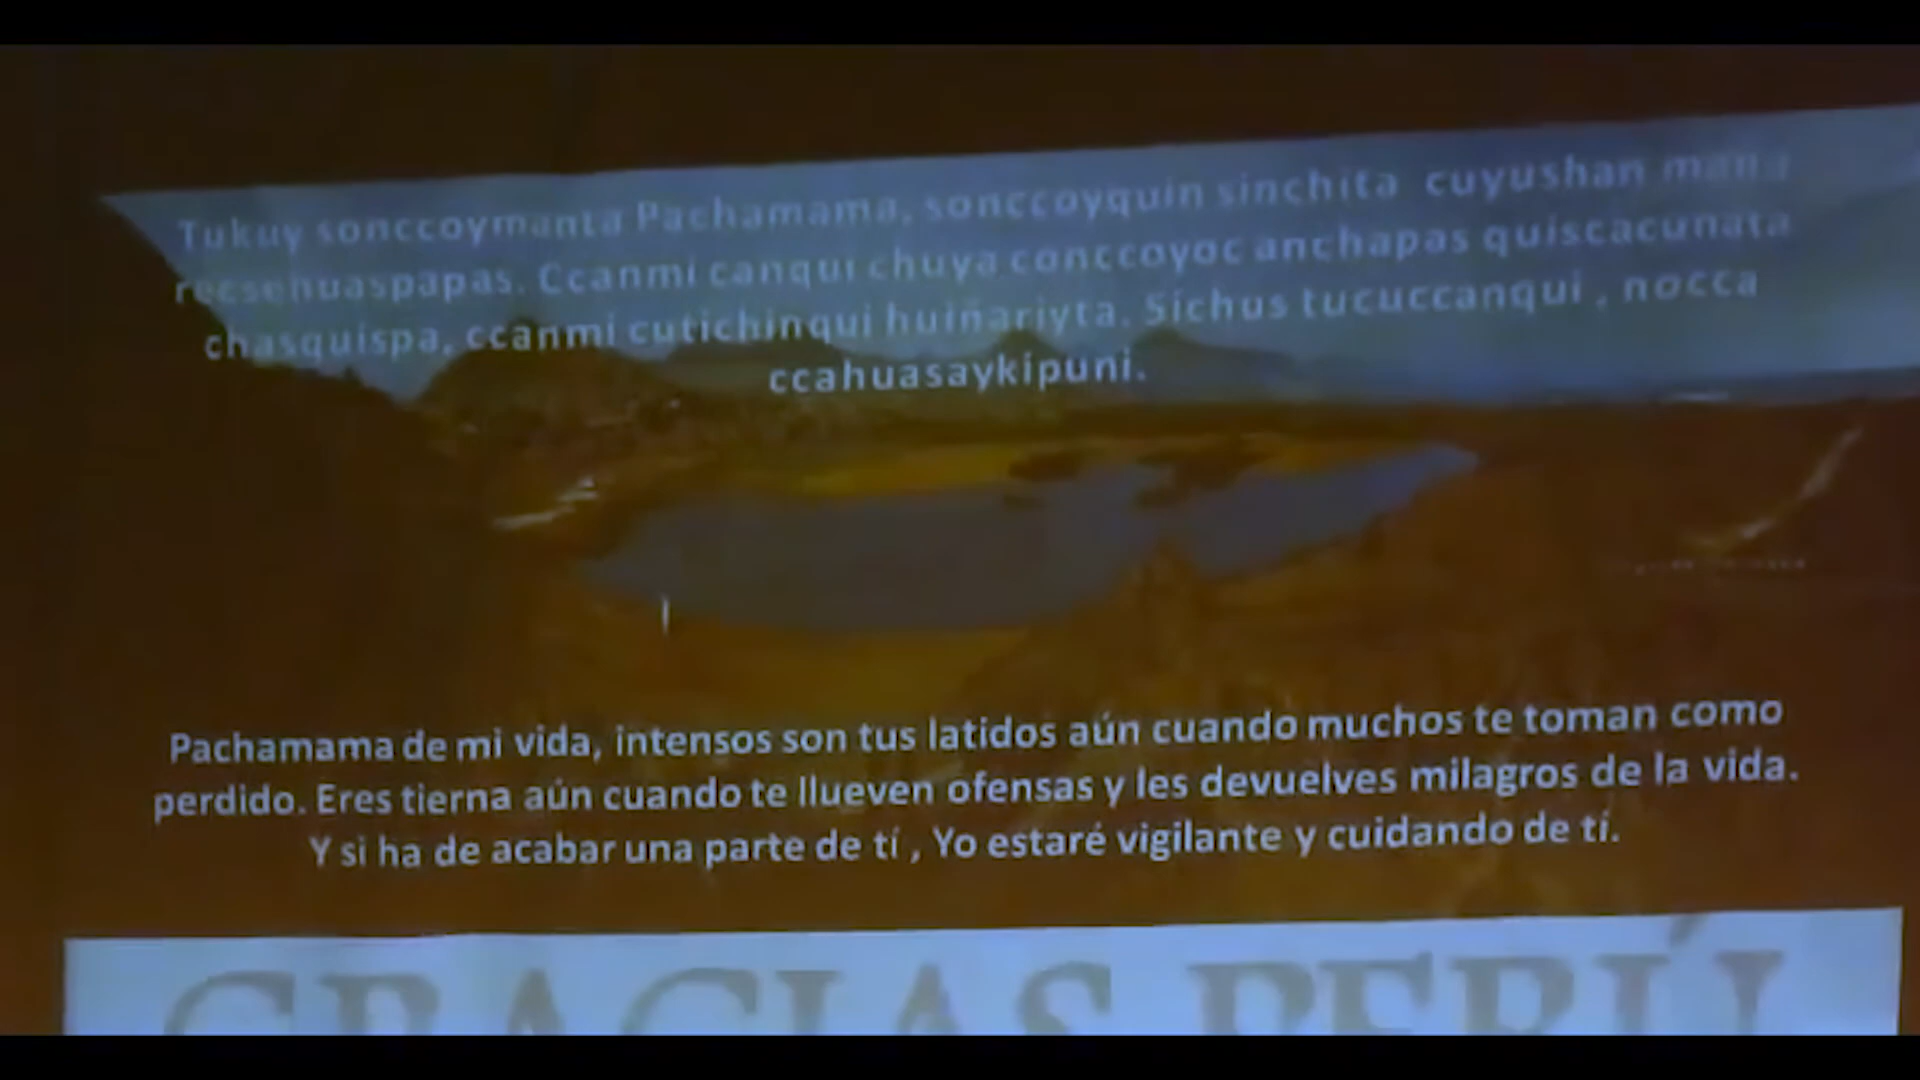 Tukuy sonccoymanta Pachamama, sonccoyquin sinchita cuyushan mana
recsehuaspapas. Ccanmi canqui chuya conccoyoc anchapas quiscacunata
chasquispa, ccanmi cutichinqui huiñariyta. Sichus tucuccanqui , nocca
ccahuasaykipuni.
Pachamama de mi vida, intensos son tus latidos aún cuando muchos te toman como
perdido. Eres tierna aún cuando te llueven ofensas y les devuelves milagros de la vida.
Y si ha de acabar una parte de tí , Yo estaré vigilante y cuidando de tí.
GRACIAS PERÚ